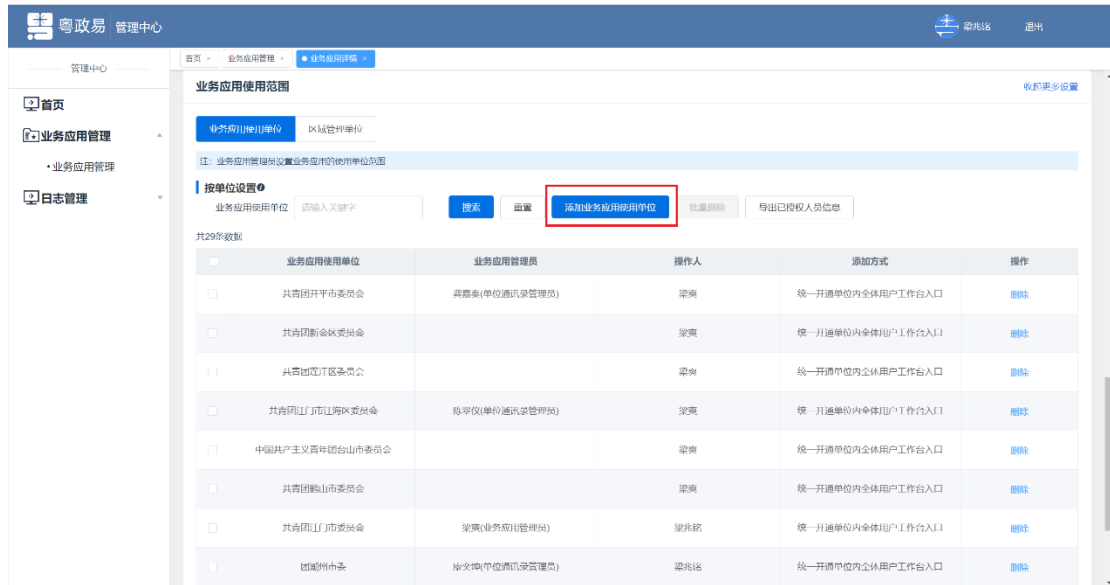 粤政易 管理中心 梁兆铭 退出
管理中心
首页 × 业务应用管理 × 业务应用详情 ×
业务应用使用范围 收起更多设置
首页
业务应用管理
业务应用使用单位 区域管理单位
注：业务应用管理员设置业务应用的使用单位范围
•业务应用管理
按单位设置
日志管理
业务应用使用单位 请输入关键字 搜索 重置 添加业务应用使用单位 批量删除 导出已授权人员信息
共29条数据
业务应用使用单位 业务应用管理员 操作人 添加方式 操作
共青团开平市委员会 龚嘉奏(单位通讯录管理员) 梁爽 统一开通单位内全体用户工作台入口 删除
共青团新会区委员会 梁爽 统一开通单位内全体用户工作台入口 删除
共青团蓬江区委员会 梁爽 统一开通单位内全体用户工作台入口 删除
共青团江门市江海区委员会 陈翠仪(单位通讯录管理员) 梁爽 统一开通单位内全体用户工作台入口 删除
中国共产主义青年团台山市委员会 梁爽 统一开通单位内全体用户工作台入口 删除
共青团鹤山市委员会 梁爽 统一开通单位内全体用户工作台入口 删除
共青团江门市委员会 梁爽(业务应用管理员) 梁兆铭 统一开通单位内全体用户工作台入口 删除
团潮州市委 (单位通讯录管理员) 梁兆铭 统一开通单位内全体用户工作台入口 删除